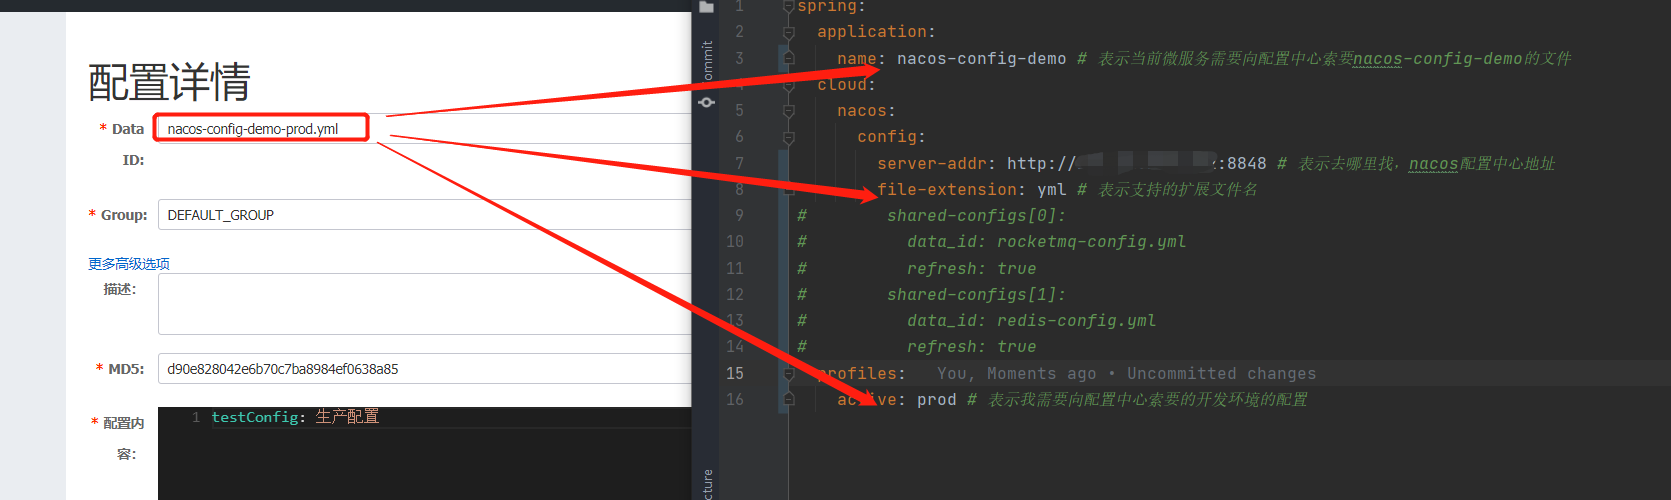 配置详情
* Data ID:
nacos-config-demo-prod.yml
* Group:
DEFAULT_GROUP
更多高级选项
描述:
* MD5:
d90e828042e6b70c7ba8984ef0638a85
* 配置内容:
1 testConfig: 生产配置
ommit
cture
1 spring:
2 application:
3 name: nacos-config-demo # 表示当前微服务需要向配置中心索要nacos-config-demo的文件
4 cloud:
5 nacos:
6 config:
7 server-addr: http:// :8848 # 表示去哪里找，nacos配置中心地址
8 file-extension: yml # 表示支持的扩展文件名
9 # shared-configs[0]:
10 # data_id: rocketmq-config.yml
11 # refresh: true
12 # shared-configs[1]:
13 # data_id: redis-config.yml
14 # refresh: true
15 profiles: You, Moments ago • Uncommitted changes
16 active: prod # 表示我需要向配置中心索要的开发环境的配置